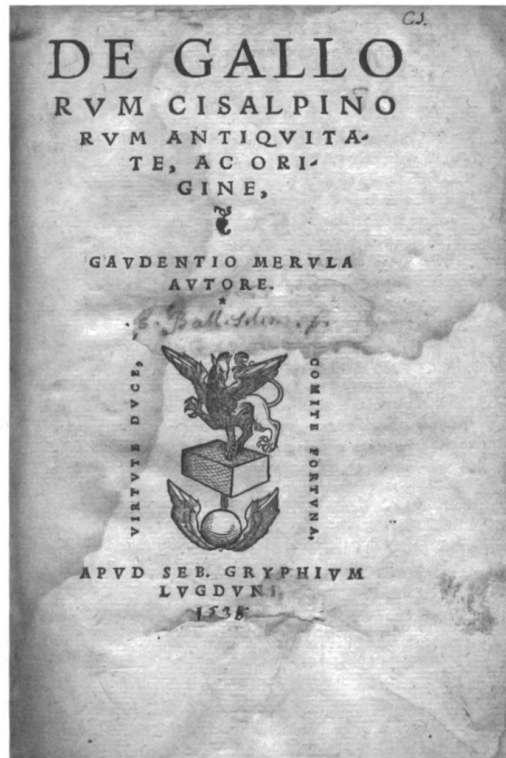 DE GALLO
RVM CISALPINO
RVM ANTIQVITA-
TE, AC ORI-
GINE,
GAVDENTIO MERVLA
AVTORE.
*
VIRTVTE DVCE,
COMITE FORTVNA,
APVD SEB. GRYPHIVM
LVGDVNI,